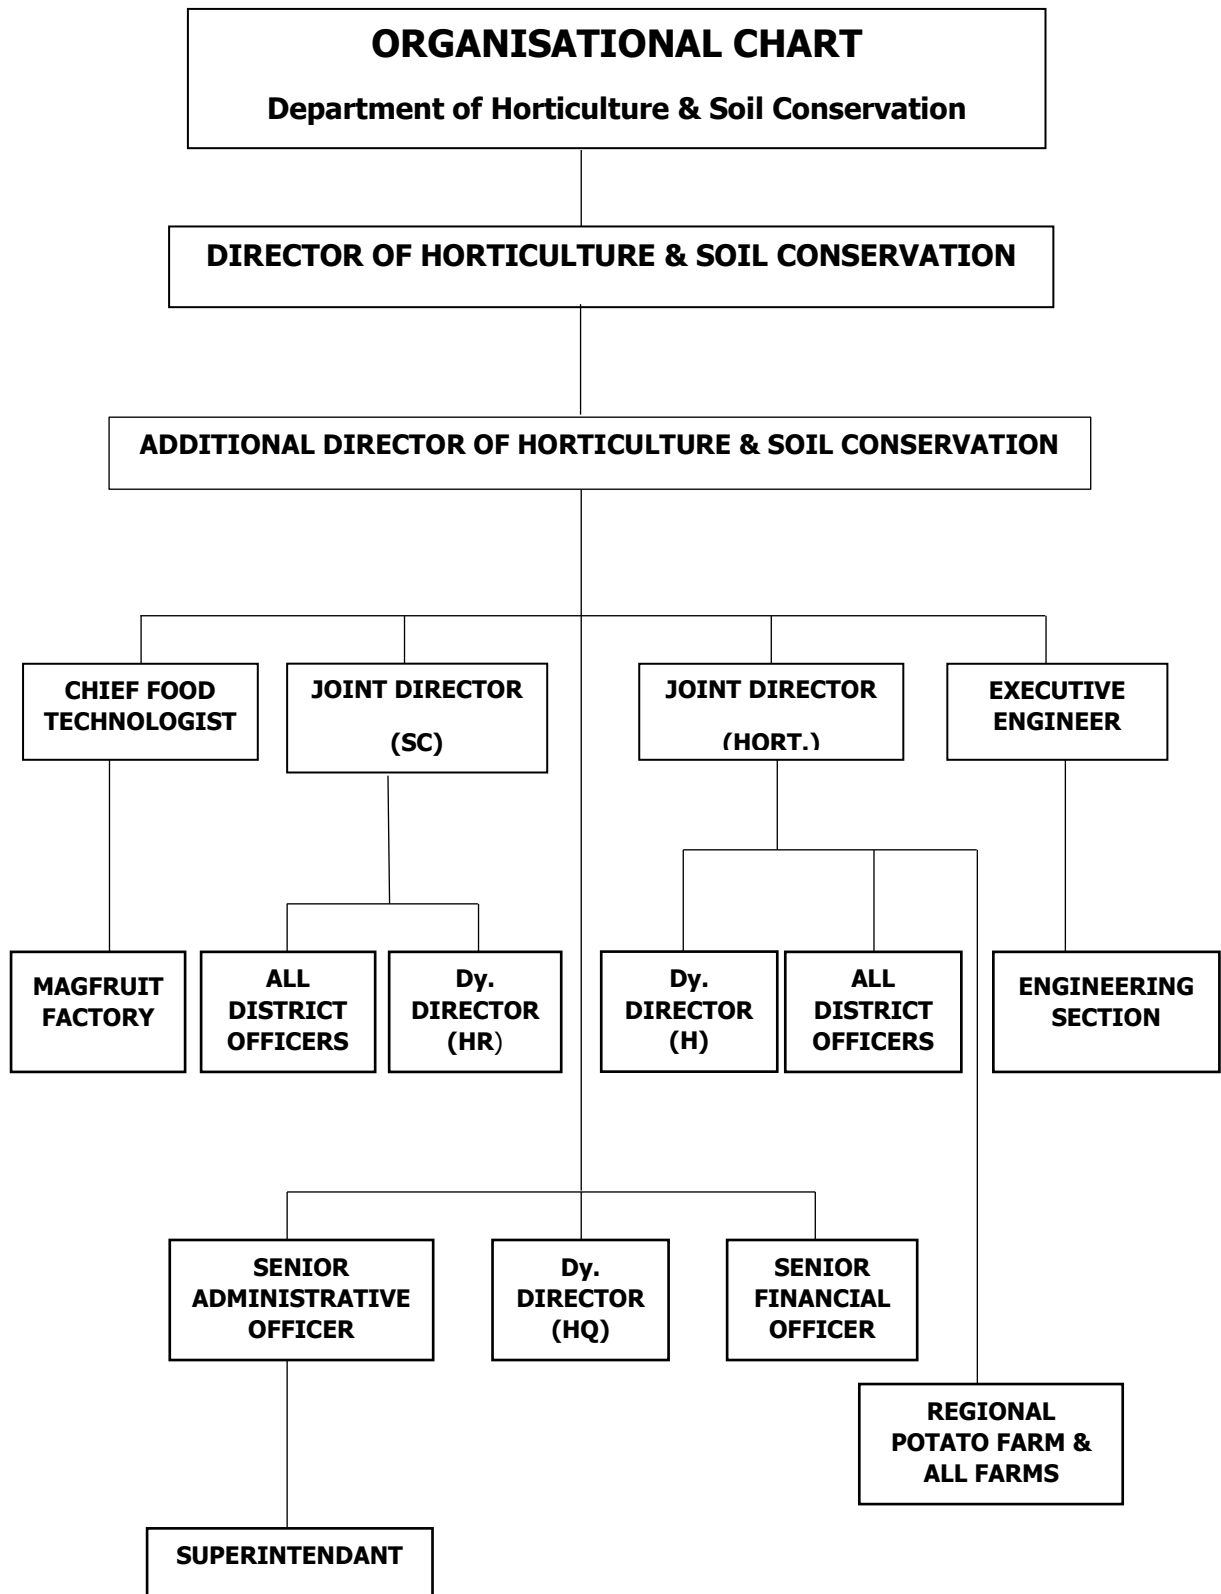 ORGANISATIONAL CHART
Department of Horticulture & Soil Conservation
DIRECTOR OF HORTICULTURE & SOIL CONSERVATION
ADDITIONAL DIRECTOR OF HORTICULTURE & SOIL CONSERVATION
CHIEF FOOD
TECHNOLOGIST
JOINT DIRECTOR
(SC)
JOINT DIRECTOR
(HORT.)
EXECUTIVE
ENGINEER
MAGFRUIT
FACTORY
ALL
DISTRICT
OFFICERS
Dy.
DIRECTOR
(HR)
Dy.
DIRECTOR
(H)
ALL
DISTRICT
OFFICERS
ENGINEERING
SECTION
SENIOR
ADMINISTRATIVE
OFFICER
Dy.
DIRECTOR
(HQ)
SENIOR
FINANCIAL
OFFICER
REGIONAL
POTATO FARM &
ALL FARMS
SUPERINTENDANT